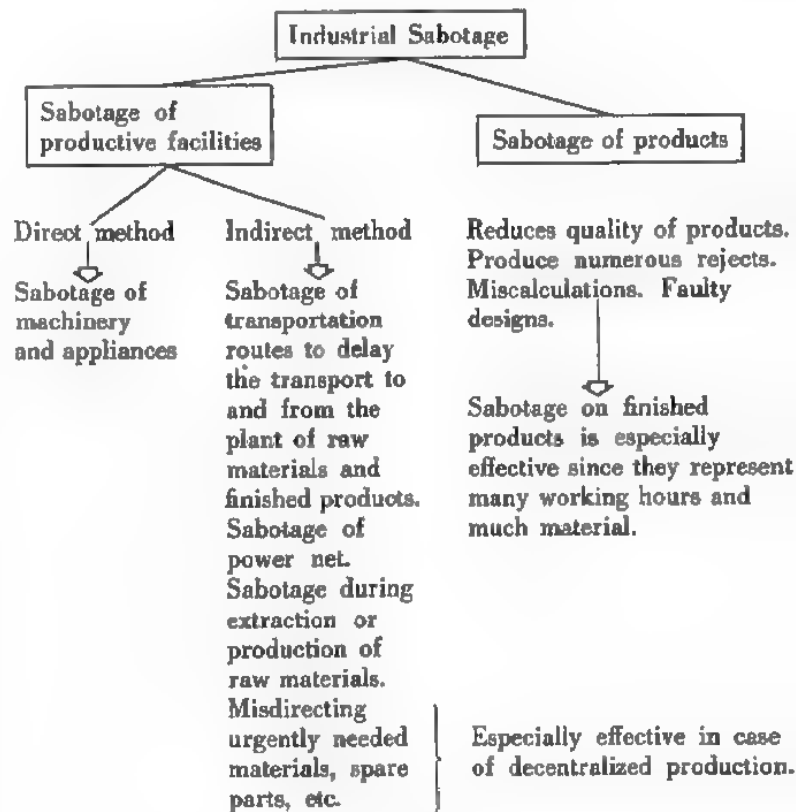 Industrial Sabotage
Sabotage of
productive facilities
Sabotage of products
Direct method
Sabotage of
machinery
and appliances
Indirect method
Sabotage of
transportation
routes to delay
the transport to
and from the
plant of raw
materials and
finished products.
Sabotage of
power net.
Sabotage during
extraction or
production of
raw materials.
Misdirecting
urgently needed
materials, spare
parts, etc.
Reduces quality of products.
Produce numerous rejects.
Miscalculations. Faulty
designs.
Sabotage on finished
products is especially
effective since they represent
many working hours and
much material.
Especially effective in case
of decentralized production.